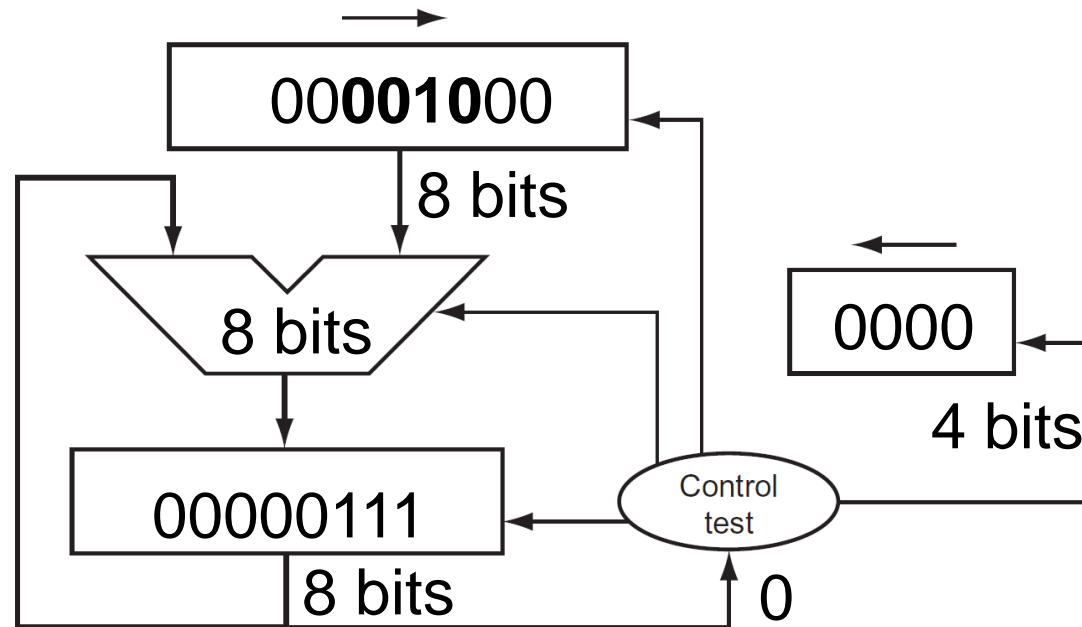 00001000
8 bits
8 bits
0000
4 bits
Control
test
00000111
8 bits
0